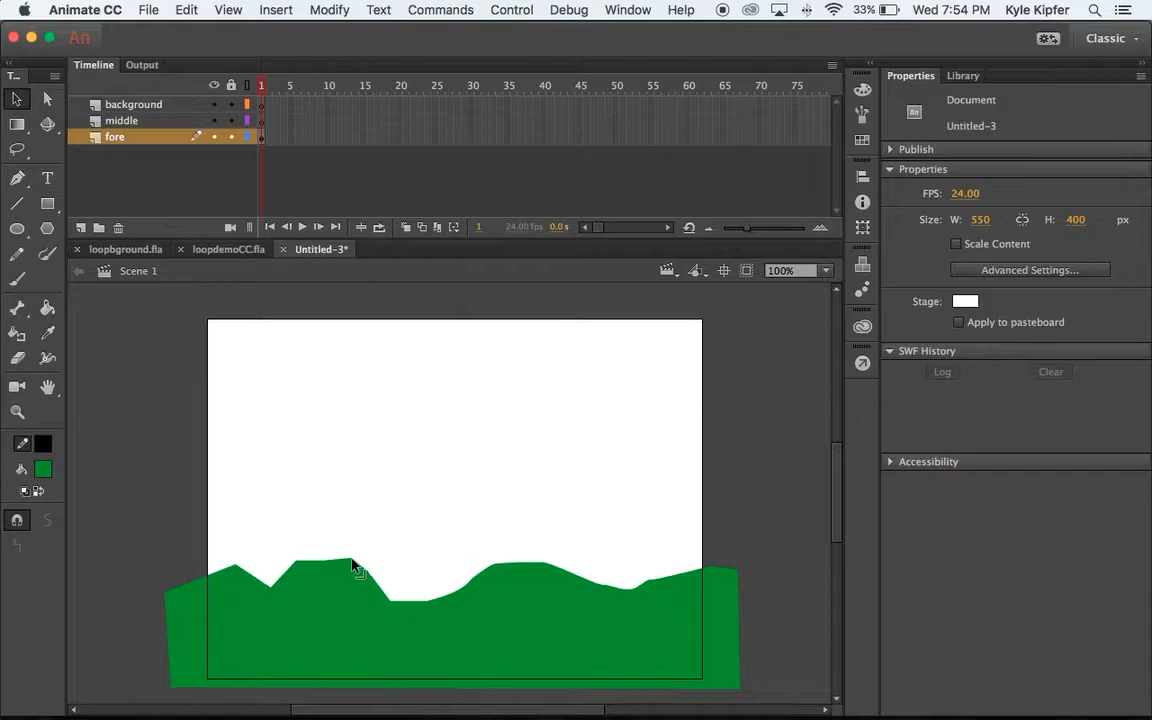 Animate CC File Edit View Insert Modify Text Commands Control Debug Window Help 33% Wed 7:54 PM Kyle Kipfer
An Classic
T... Timeline Output Properties Library
1 5 10 15 20 25 30 35 40 45 50 55 60 65 70 75
background
middle
fore
Document
Untitled-3
Publish
Properties
FPS: 24.00
Size: W: 550 H: 400 px
1 24.00 fps 0.0 s
Scale Content
loopbground.fla loopdemoCC.fla Untitled-3*
Scene 1 100%
Advanced Settings...
Stage:
Apply to pasteboard
SWF History
Log Clear
Accessibility